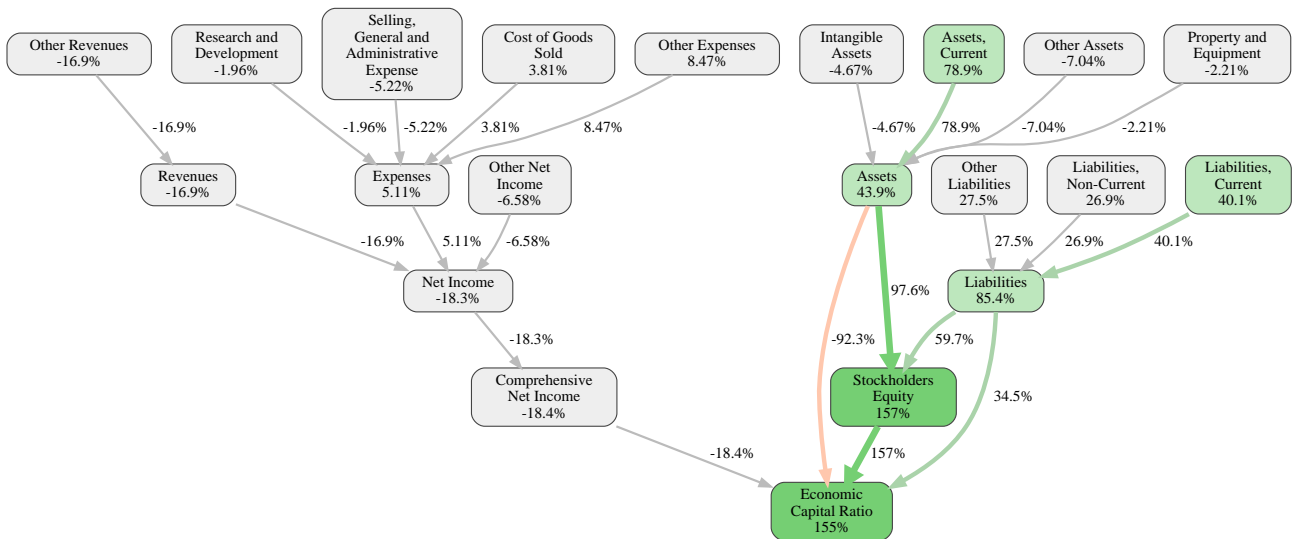 Other Revenues
-16.9%
Research and
Development
-1.96%
Selling,
General and
Administrative
Expense
-5.22%
Cost of Goods
Sold
3.81%
Other Expenses
8.47%
Intangible
Assets
-4.67%
Assets,
Current
78.9%
Other Assets
-7.04%
Property and
Equipment
-2.21%
-16.9%
-1.96%
-5.22%
3.81%
8.47%
-4.67%
78.9%
-7.04%
-2.21%
Revenues
-16.9%
Expenses
5.11%
Other Net
Income
-6.58%
Assets
43.9%
Other
Liabilities
27.5%
Liabilities,
Non-Current
26.9%
Liabilities,
Current
40.1%
-16.9%
5.11%
-6.58%
27.5%
26.9%
40.1%
Net Income
-18.3%
Liabilities
85.4%
97.6%
-18.3%
-92.3%
59.7%
Comprehensive
Net Income
-18.4%
Stockholders
Equity
157%
34.5%
-18.4%
157%
Economic
Capital Ratio
155%